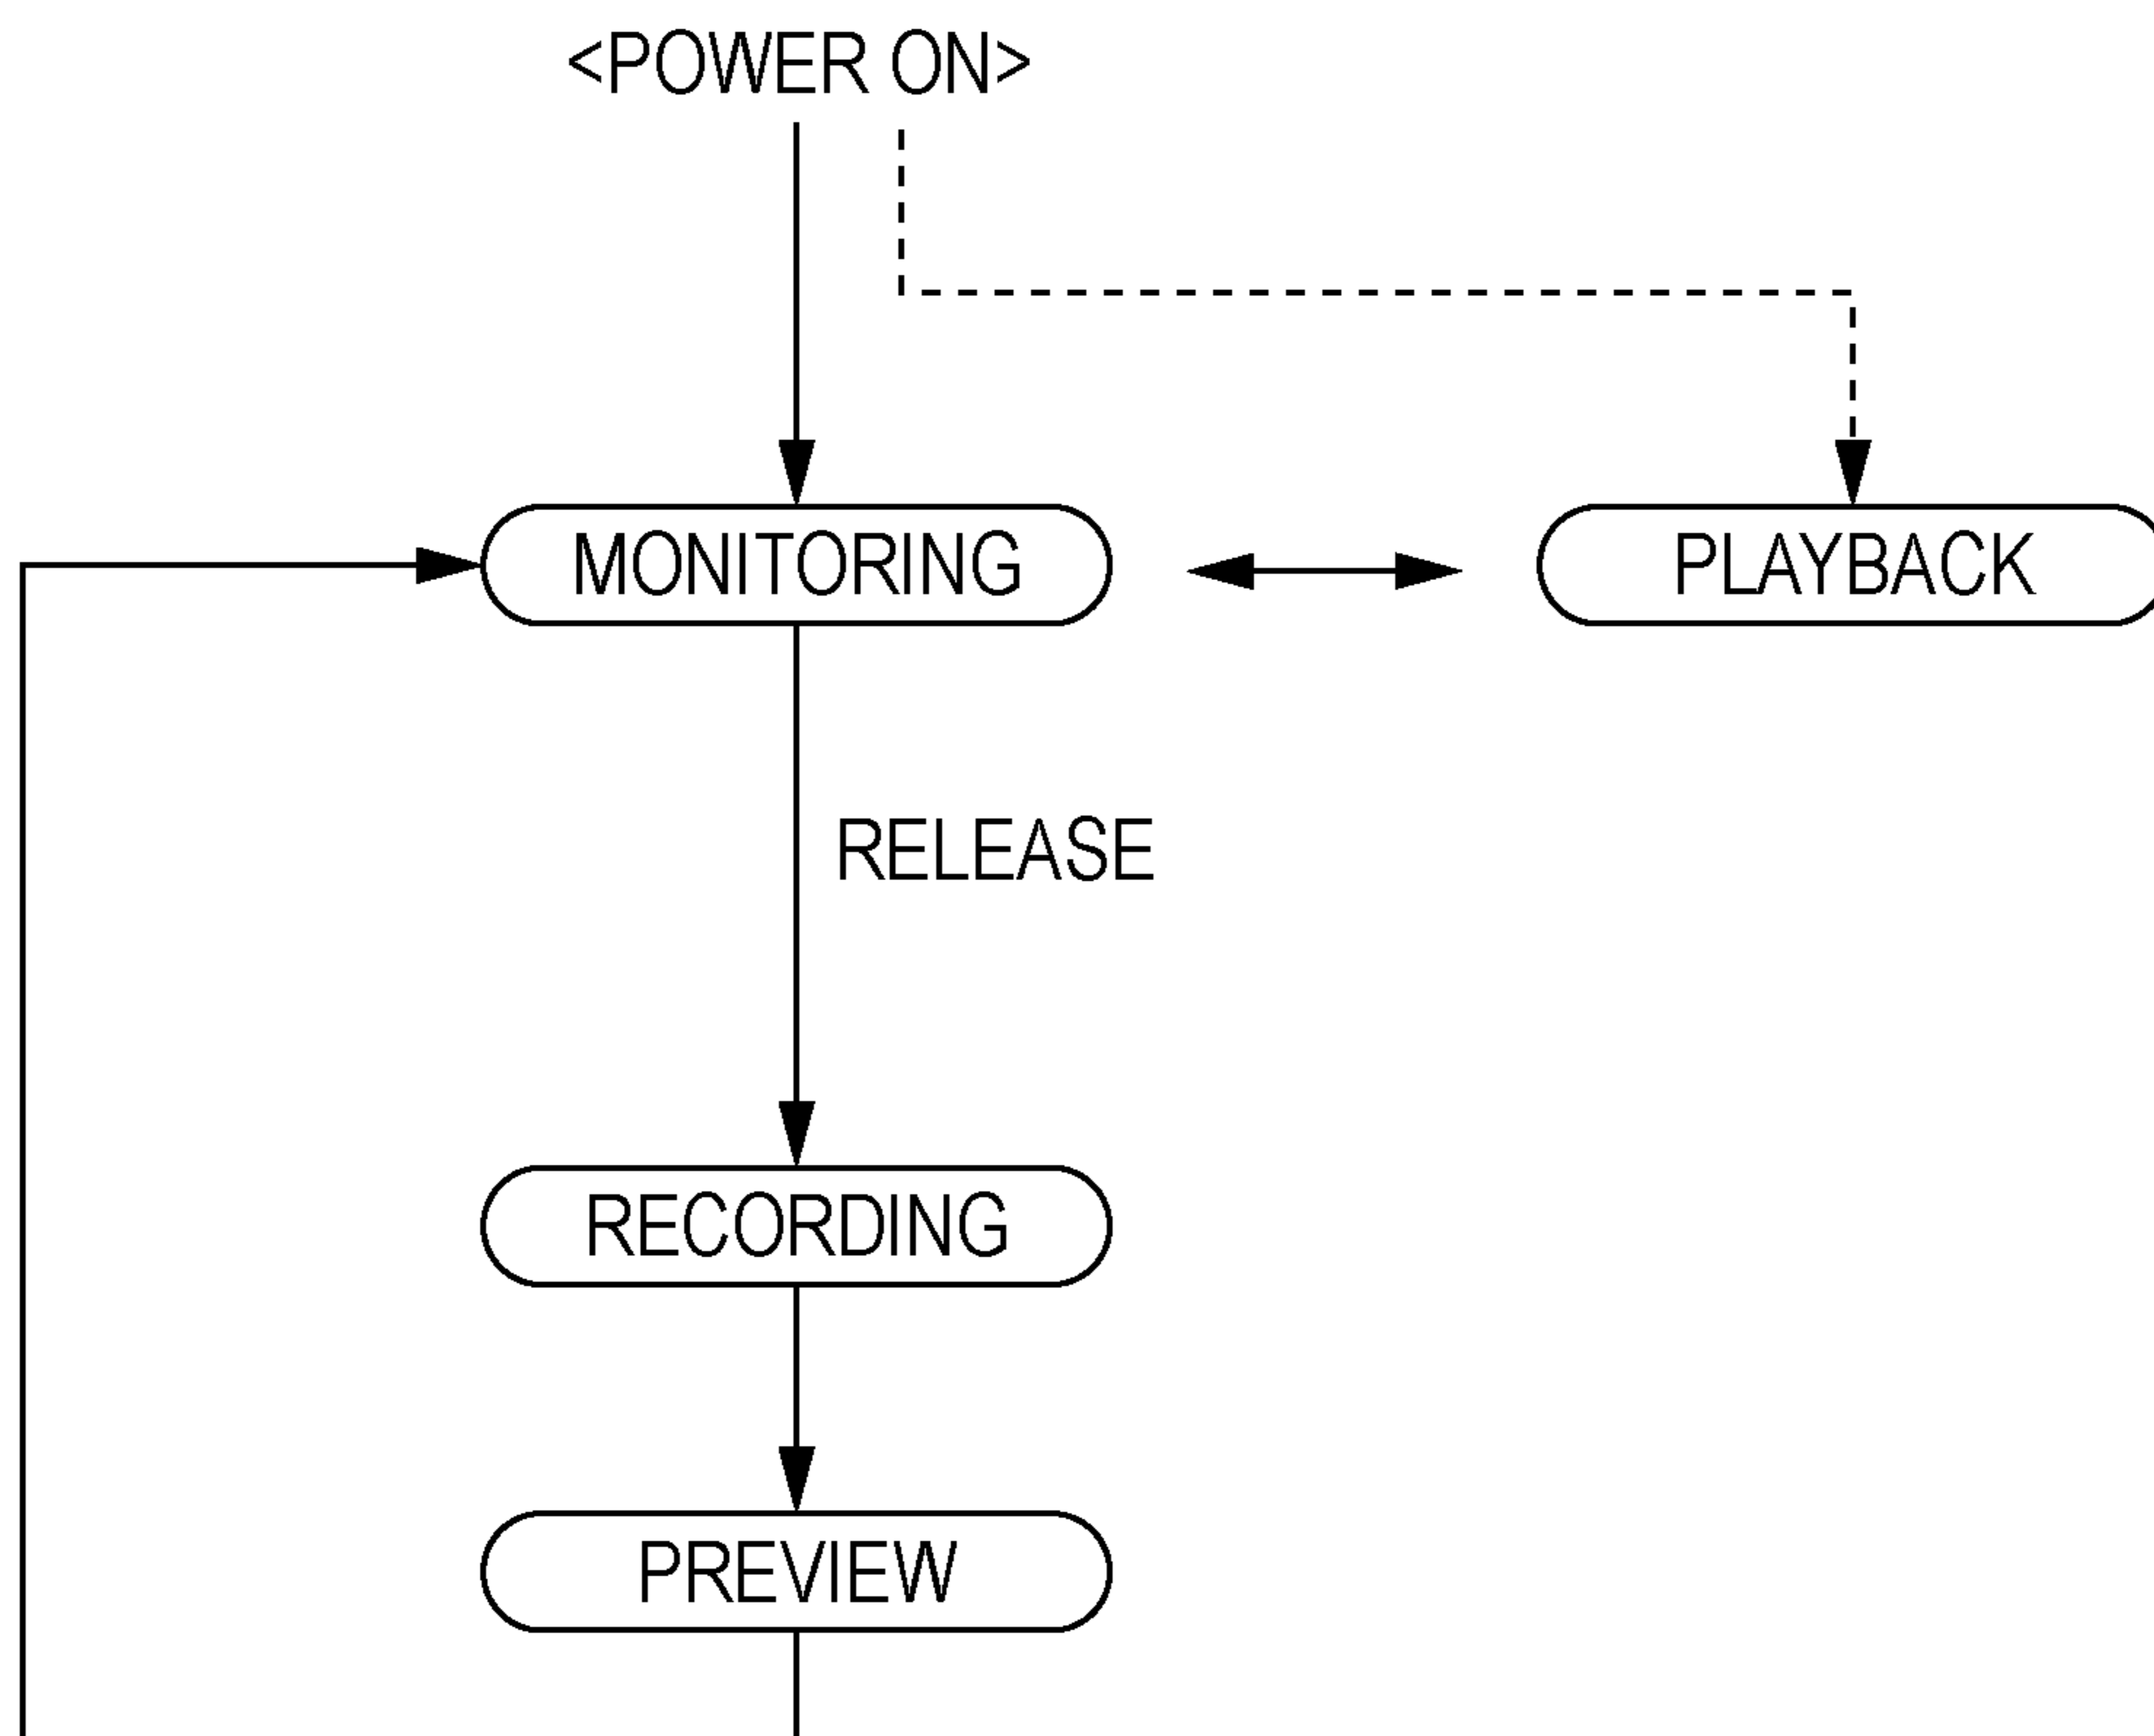 <POWER ON>
MONITORING
PLAYBACK
RELEASE
RECORDING
PREVIEW